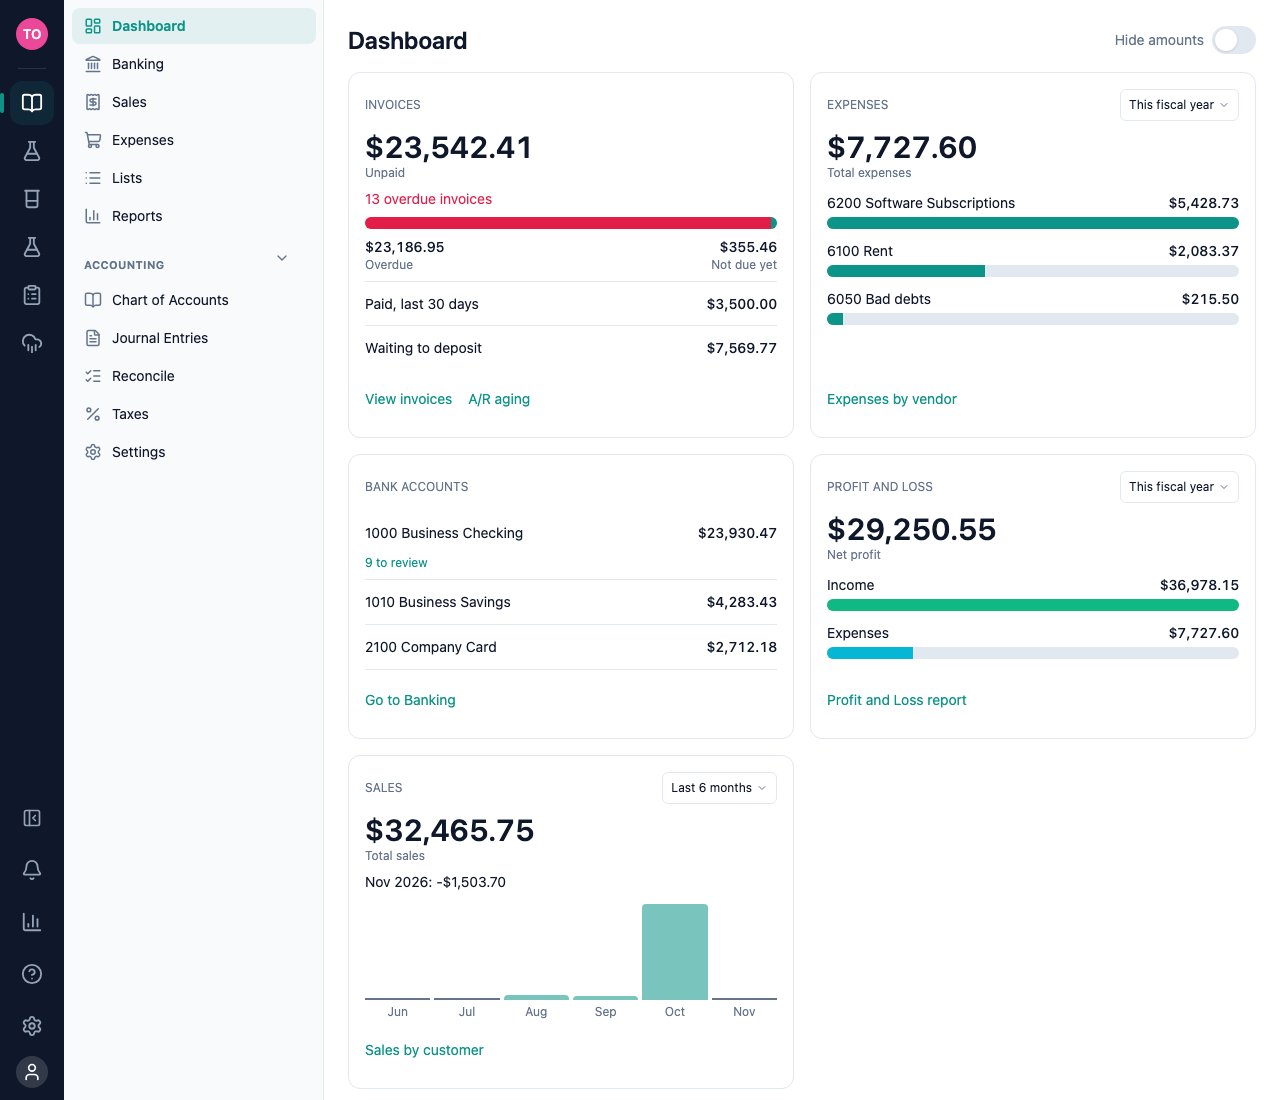 TO
Dashboard
Banking
Sales
Expenses
Lists
Reports
ACCOUNTING
Chart of Accounts
Journal Entries
Reconcile
Taxes
Settings
Dashboard
Hide amounts
INVOICES
$23,542.41
Unpaid
13 overdue invoices
$23,186.95 $355.46
Overdue Not due yet
Paid, last 30 days $3,500.00
Waiting to deposit $7,569.77
View invoices A/R aging
EXPENSES This fiscal year
$7,727.60
Total expenses
6200 Software Subscriptions $5,428.73
6100 Rent $2,083.37
6050 Bad debts $215.50
Expenses by vendor
BANK ACCOUNTS
1000 Business Checking $23,930.47
9 to review
1010 Business Savings $4,283.43
2100 Company Card $2,712.18
Go to Banking
PROFIT AND LOSS This fiscal year
$29,250.55
Net profit
Income $36,978.15
Expenses $7,727.60
Profit and Loss report
SALES Last 6 months
$32,465.75
Total sales
Nov 2026: -$1,503.70
Jun Jul Aug Sep Oct Nov
Sales by customer